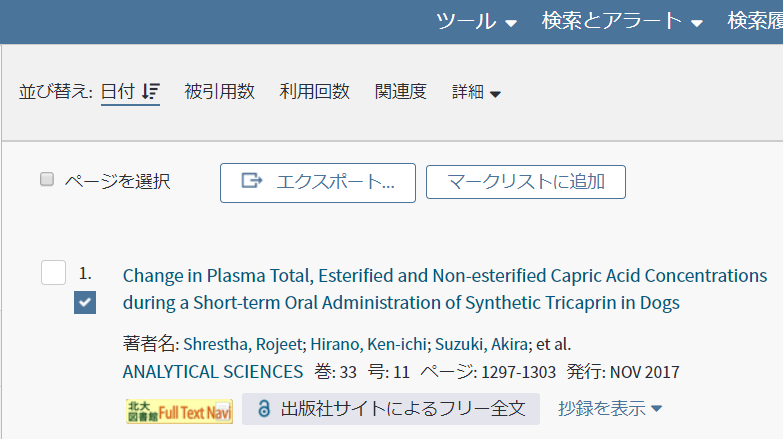 ツール 検索とアラート 検索履
並び替え: 日付 被引用数 利用回数 関連度 詳細
ページを選択 エクスポート... マークリストに追加
1. Change in Plasma Total, Esterified and Non-esterified Capric Acid Concentrations
during a Short-term Oral Administration of Synthetic Tricaprin in Dogs
著者名: Shrestha, Rojeet; Hirano, Ken-ichi; Suzuki, Akira; et al.
ANALYTICAL SCIENCES 巻: 33 号: 11 ページ: 1297-1303 発行: NOV 2017
北大図書館 Full Text Navi 出版社サイトによるフリー全文 抄録を表示